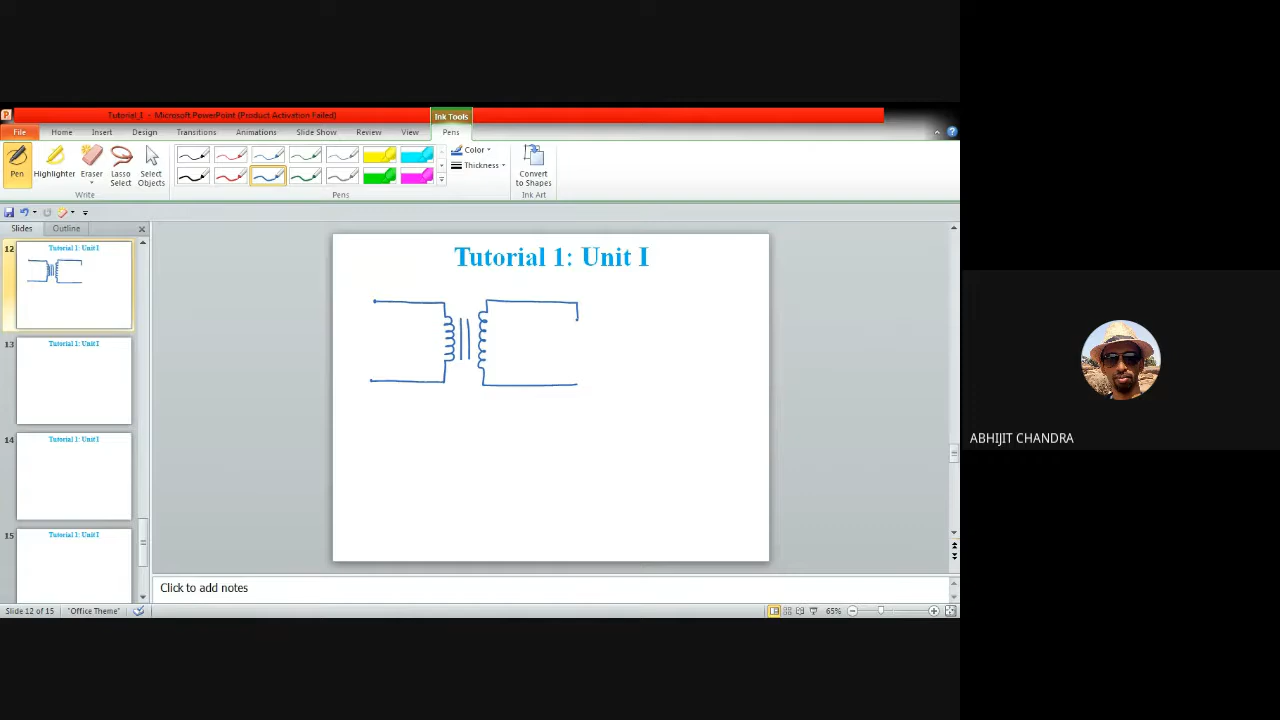 Tutorial_1 - Microsoft PowerPoint (Product Activation Failed)
Ink Tools
File Home Insert Design Transitions Animations Slide Show Review View Pens
Pen Highlighter Eraser Lasso Select Select Objects
Color
Thickness
Convert to Shapes
Write Pens Ink Art
Slides Outline
12 Tutorial 1: Unit I
13 Tutorial 1: Unit I
14 Tutorial 1: Unit I
15 Tutorial 1: Unit I
Tutorial 1: Unit I
Click to add notes
Slide 12 of 15 "Office Theme" 65%
ABHIJIT CHANDRA